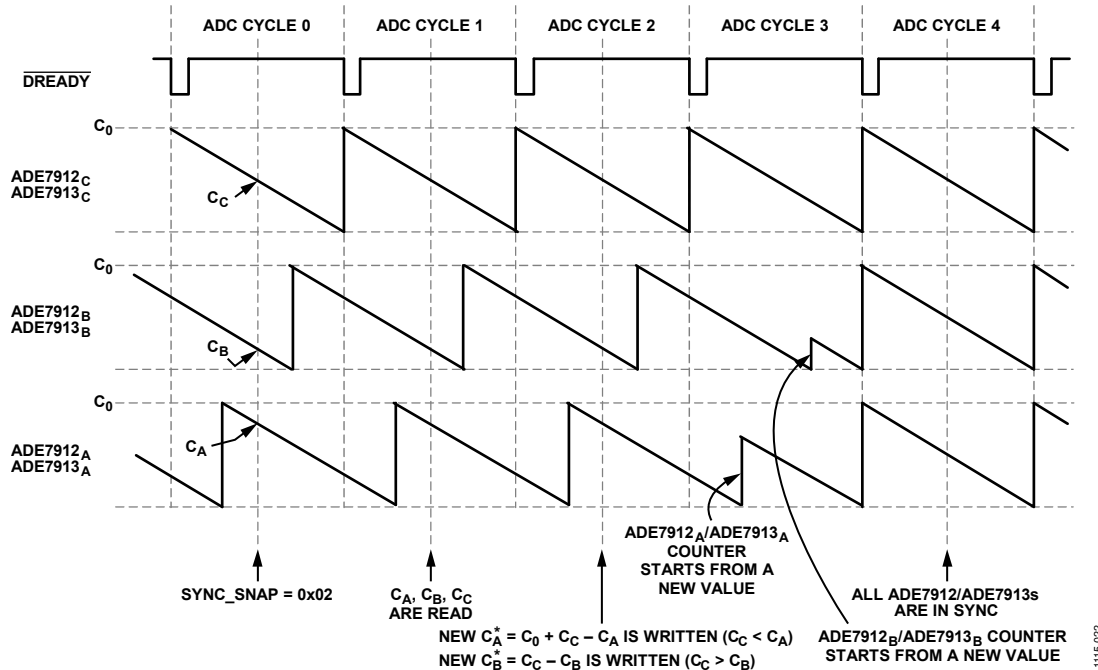 ADC CYCLE 0 ADC CYCLE 1 ADC CYCLE 2 ADC CYCLE 3 ADC CYCLE 4
DREADY
C0
ADE7912C
ADE7913C
CC
C0
ADE7912B
ADE7913B
CB
C0
CA
ADE7912A
ADE7913A
ADE7912A/ADE7913A
COUNTER
STARTS FROM A
NEW VALUE
SYNC_SNAP = 0x02
CA, CB, CC
ARE READ
NEW CA* = C0 + CC – CA IS WRITTEN (CC < CA)
NEW CB* = CC – CB IS WRITTEN (CC > CB)
ALL ADE7912/ADE7913s
ARE IN SYNC
ADE7912B/ADE7913B COUNTER
STARTS FROM A NEW VALUE